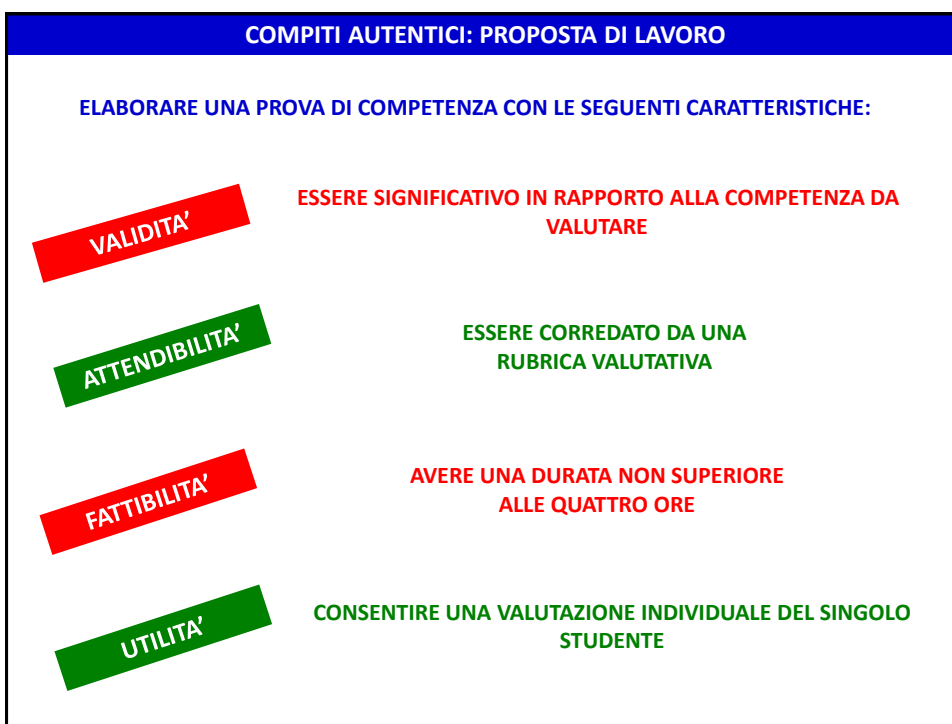 COMPITI AUTENTICI: PROPOSTA DI LAVORO
ELABORARE UNA PROVA DI COMPETENZA CON LE SEGUENTI CARATTERISTICHE:
VALIDITA’
ESSERE SIGNIFICATIVO IN RAPPORTO ALLA COMPETENZA DA
VALUTARE
ATTENDIBILITA’
ESSERE CORREDATO DA UNA
RUBRICA VALUTATIVA
FATTIBILITA’
AVERE UNA DURATA NON SUPERIORE
ALLE QUATTRO ORE
UTILITA’
CONSENTIRE UNA VALUTAZIONE INDIVIDUALE DEL SINGOLO
STUDENTE